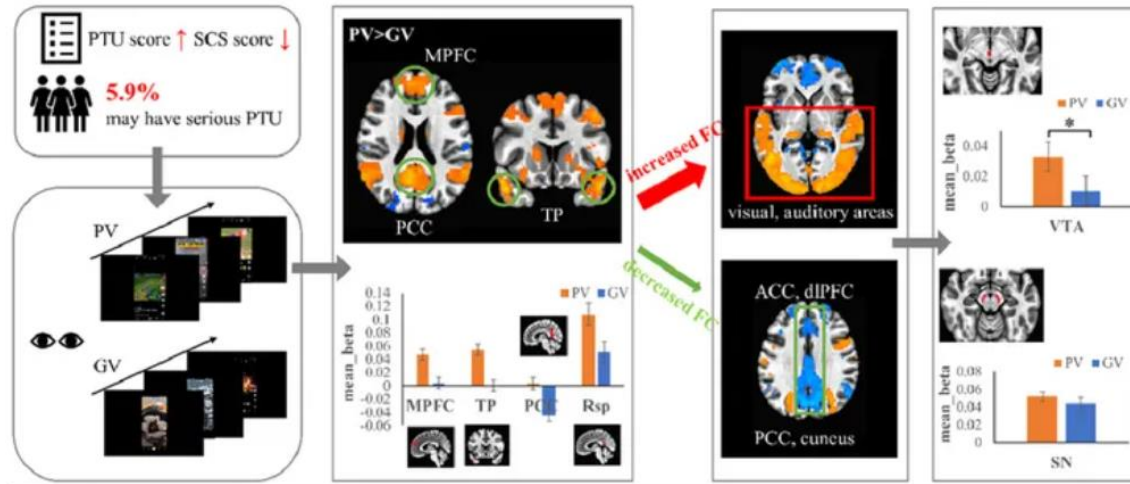 PTU score ↑ SCS score ↓
5.9%
may have serious PTU
PV
GV
PV>GV
MPFC
PCC
TP
0.14
0.12
0.1
0.08
0.06
0.04
0.02
0
-0.02
-0.04
-0.06
mean_beta
PV GV
MPFC TP PCC Rsp
increased FC
decreased FC
visual, auditory areas
ACC, dlPFC
PCC, cuneus
PV GV
*
0.04
0.02
0
mean_beta
VTA
PV GV
0.08
0.06
0.04
0.02
0
mean_beta
SN